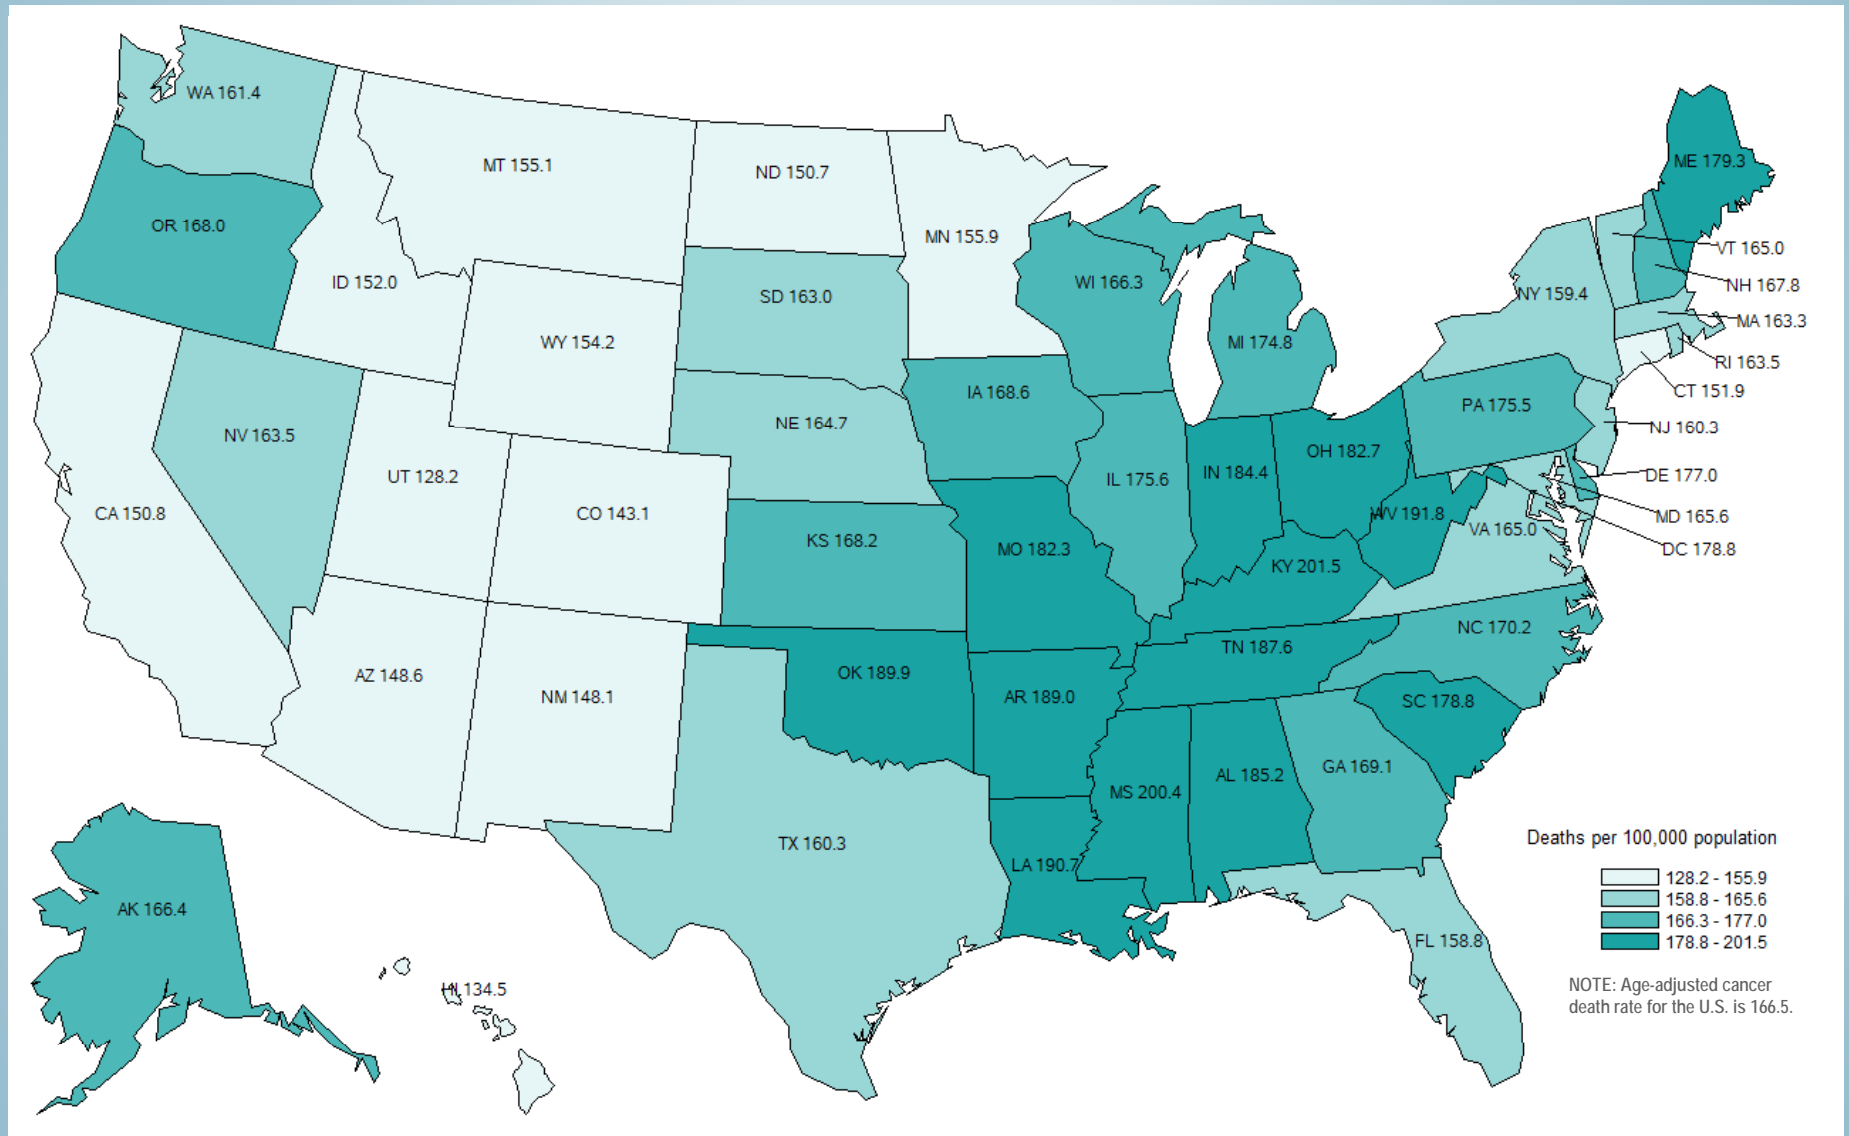 WA 161.4
MT 155.1
ND 150.7
OR 168.0
ID 152.0
MN 155.9
WY 154.2
SD 163.0
WI 166.3
MI 174.8
ME 179.3
VT 165.0
NH 167.8
NY 159.4
MA 163.3
RI 163.5
CT 151.9
NJ 160.3
NV 163.5
UT 128.2
CO 143.1
NE 164.7
IA 168.6
IL 175.6
IN 184.4
OH 182.7
PA 175.5
DE 177.0
MD 165.6
DC 178.8
CA 150.8
KS 168.2
MO 182.3
KY 201.5
WV 191.8
VA 165.0
AZ 148.6
NM 148.1
OK 189.9
AR 189.0
TN 187.6
NC 170.2
SC 178.8
TX 160.3
LA 190.7
MS 200.4
AL 185.2
GA 169.1
FL 158.8
AK 166.4
HI 134.5
Deaths per 100,000 population
128.2 - 155.9
158.8 - 165.6
166.3 - 177.0
178.8 - 201.5
NOTE: Age-adjusted cancer
death rate for the U.S. is 166.5.